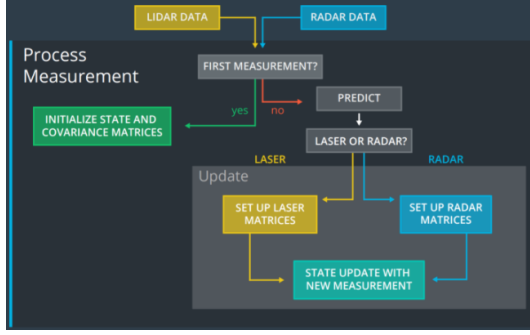 LIDAR DATA
RADAR DATA
Process
Measurement
FIRST MEASUREMENT?
yes
no
INITIALIZE STATE AND
COVARIANCE MATRICES
PREDICT
LASER OR RADAR?
LASER
RADAR
Update
SET UP LASER
MATRICES
SET UP RADAR
MATRICES
STATE UPDATE WITH
NEW MEASUREMENT